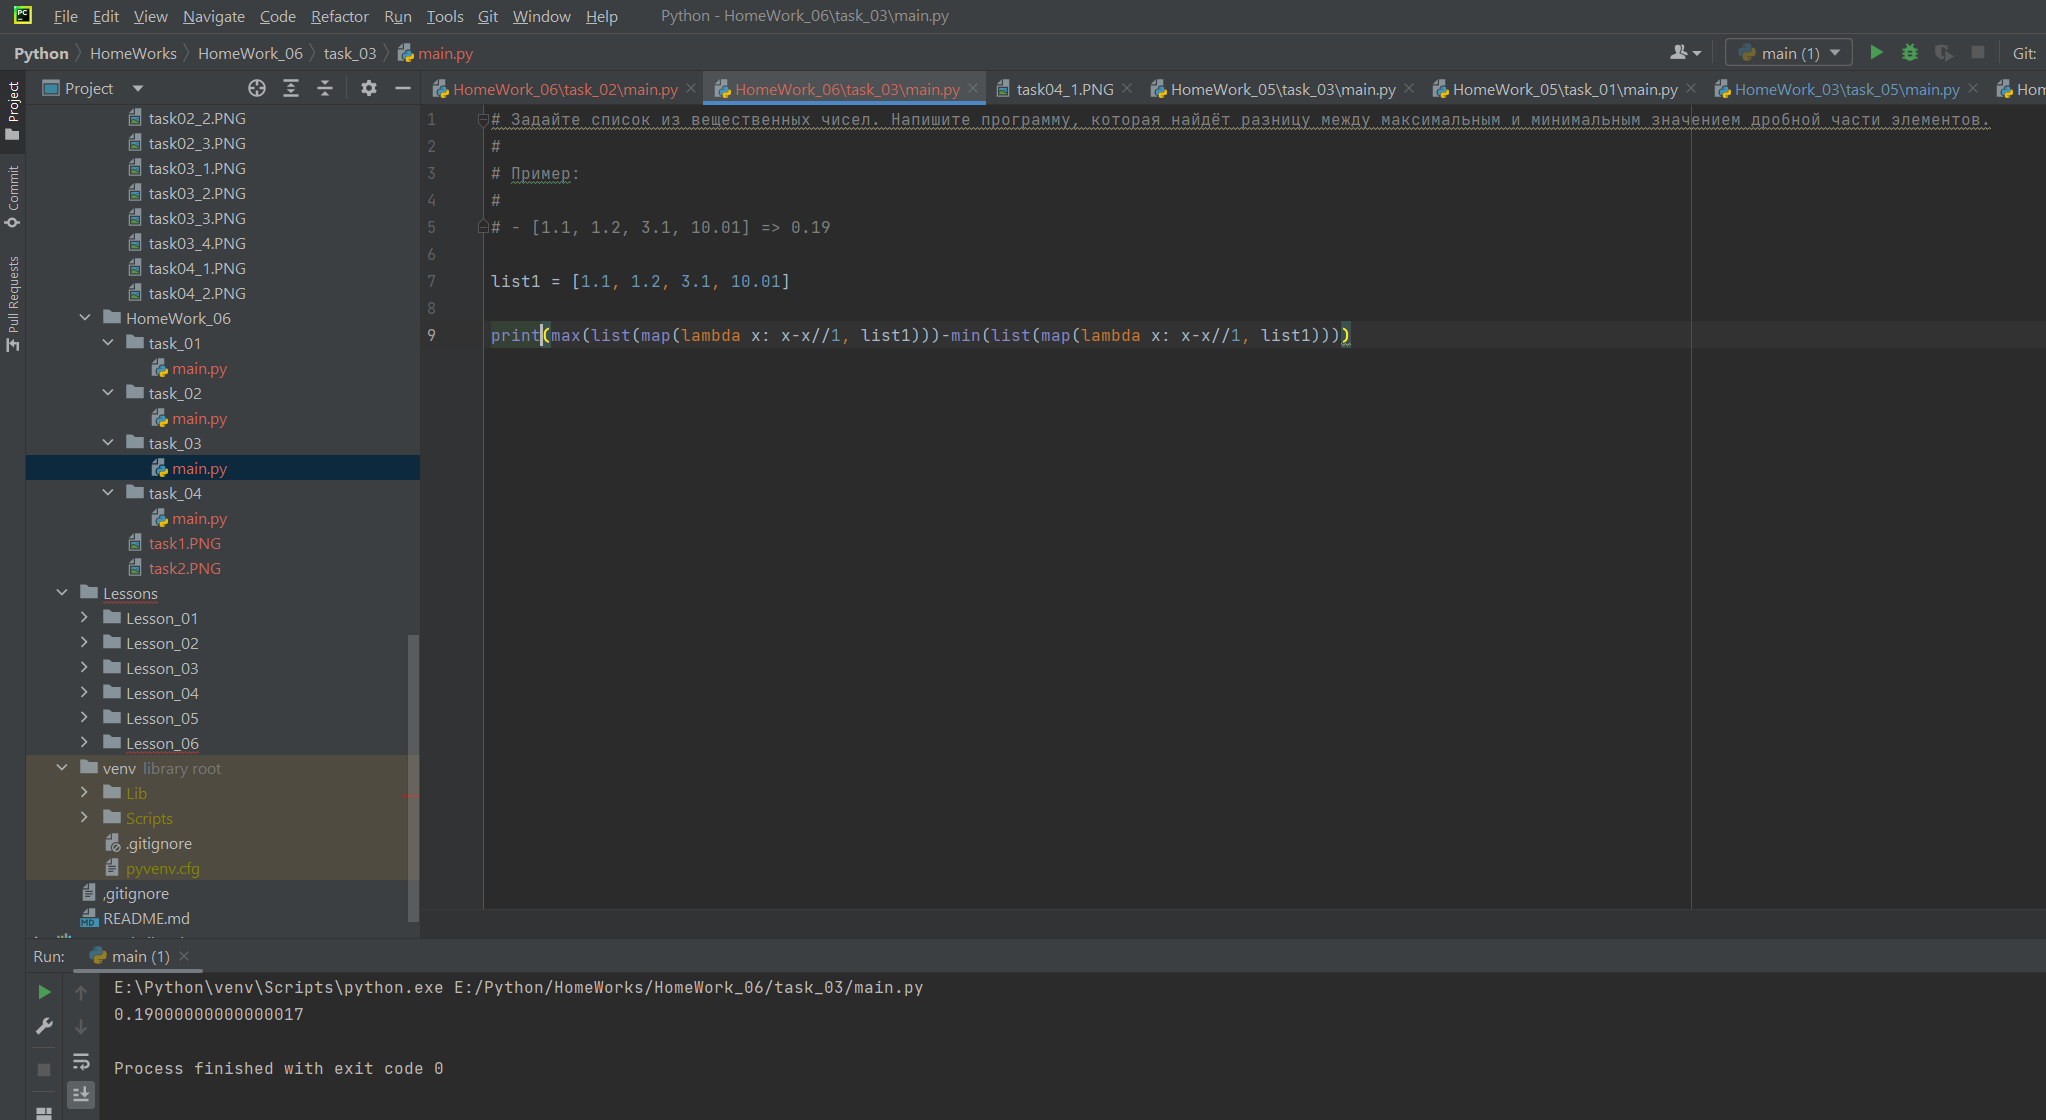 PC File Edit View Navigate Code Refactor Run Tools Git Window Help Python - HomeWork_06\task_03\main.py
Python HomeWorks HomeWork_06 task_03 main.py main (1) Git:
Project HomeWork_06\task_02\main.py HomeWork_06\task_03\main.py task04_1.PNG HomeWork_05\task_03\main.py HomeWork_05\task_01\main.py HomeWork_03\task_05\main.py Hom
Project
Commit
Pull Requests
task02_2.PNG
task02_3.PNG
task03_1.PNG
task03_2.PNG
task03_3.PNG
task03_4.PNG
task04_1.PNG
task04_2.PNG
HomeWork_06
task_01
main.py
task_02
main.py
task_03
main.py
task_04
main.py
task1.PNG
task2.PNG
Lessons
Lesson_01
Lesson_02
Lesson_03
Lesson_04
Lesson_05
Lesson_06
venv library root
Lib
Scripts
.gitignore
pyvenv.cfg
,gitignore
README.md
1 # Задайте список из вещественных чисел. Напишите программу, которая найдёт разницу между максимальным и минимальным значением дробной части элементов.
2 #
3 # Пример:
4 #
5 # - [1.1, 1.2, 3.1, 10.01] => 0.19
6
7 list1 = [1.1, 1.2, 3.1, 10.01]
8
9 print(max(list(map(lambda x: x-x//1, list1)))-min(list(map(lambda x: x-x//1, list1))))
Run: main (1)
E:\Python\venv\Scripts\python.exe E:/Python/HomeWorks/HomeWork_06/task_03/main.py
0.19000000000000017
Process finished with exit code 0